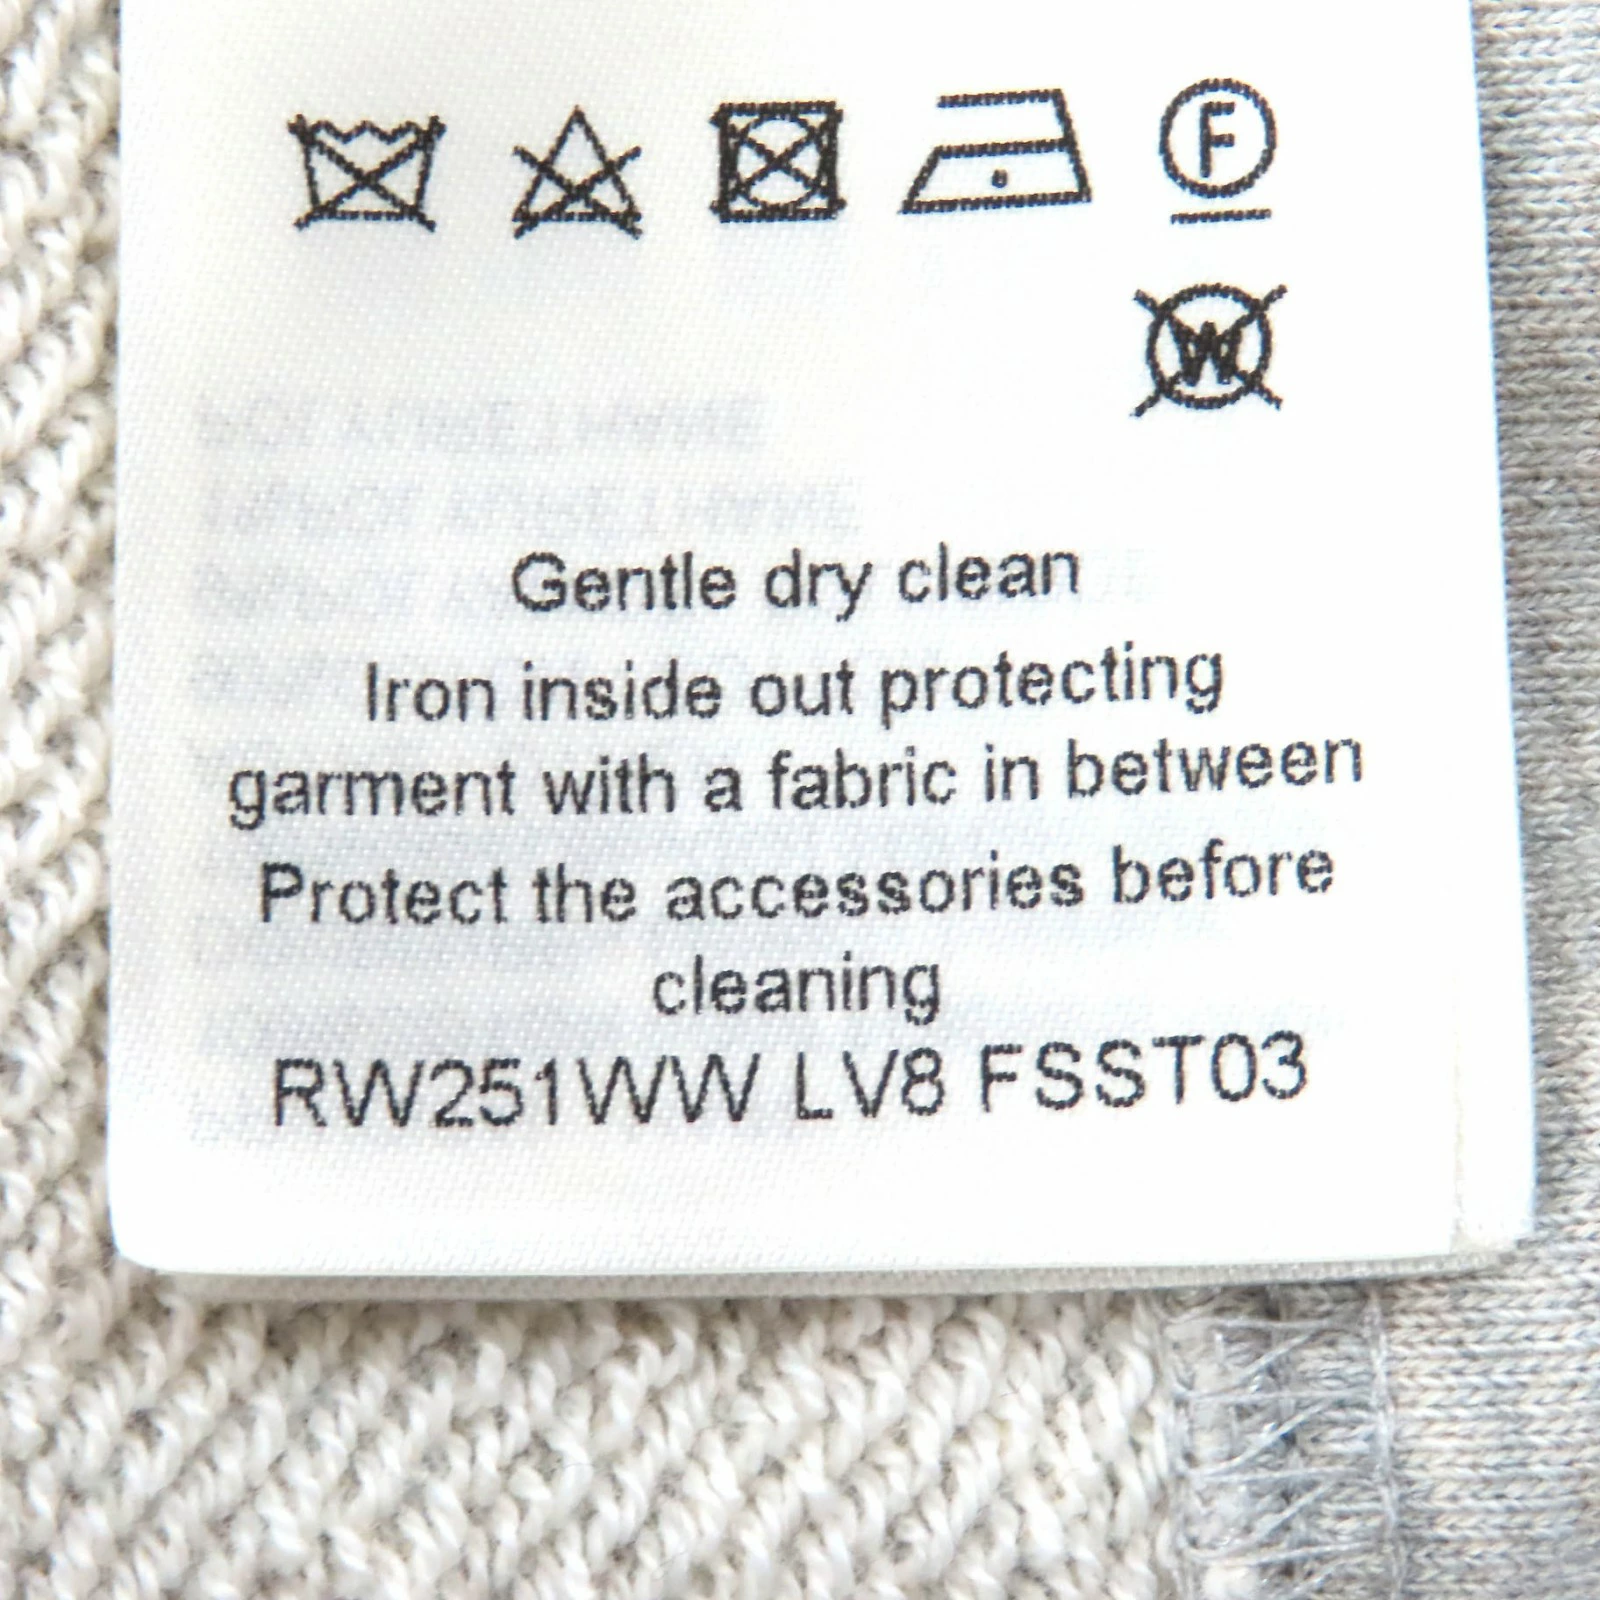 F
W
Gentle dry clean
Iron inside out protecting
garment with a fabric in between
Protect the accessories before
cleaning
RW251WW LV8 FSST03